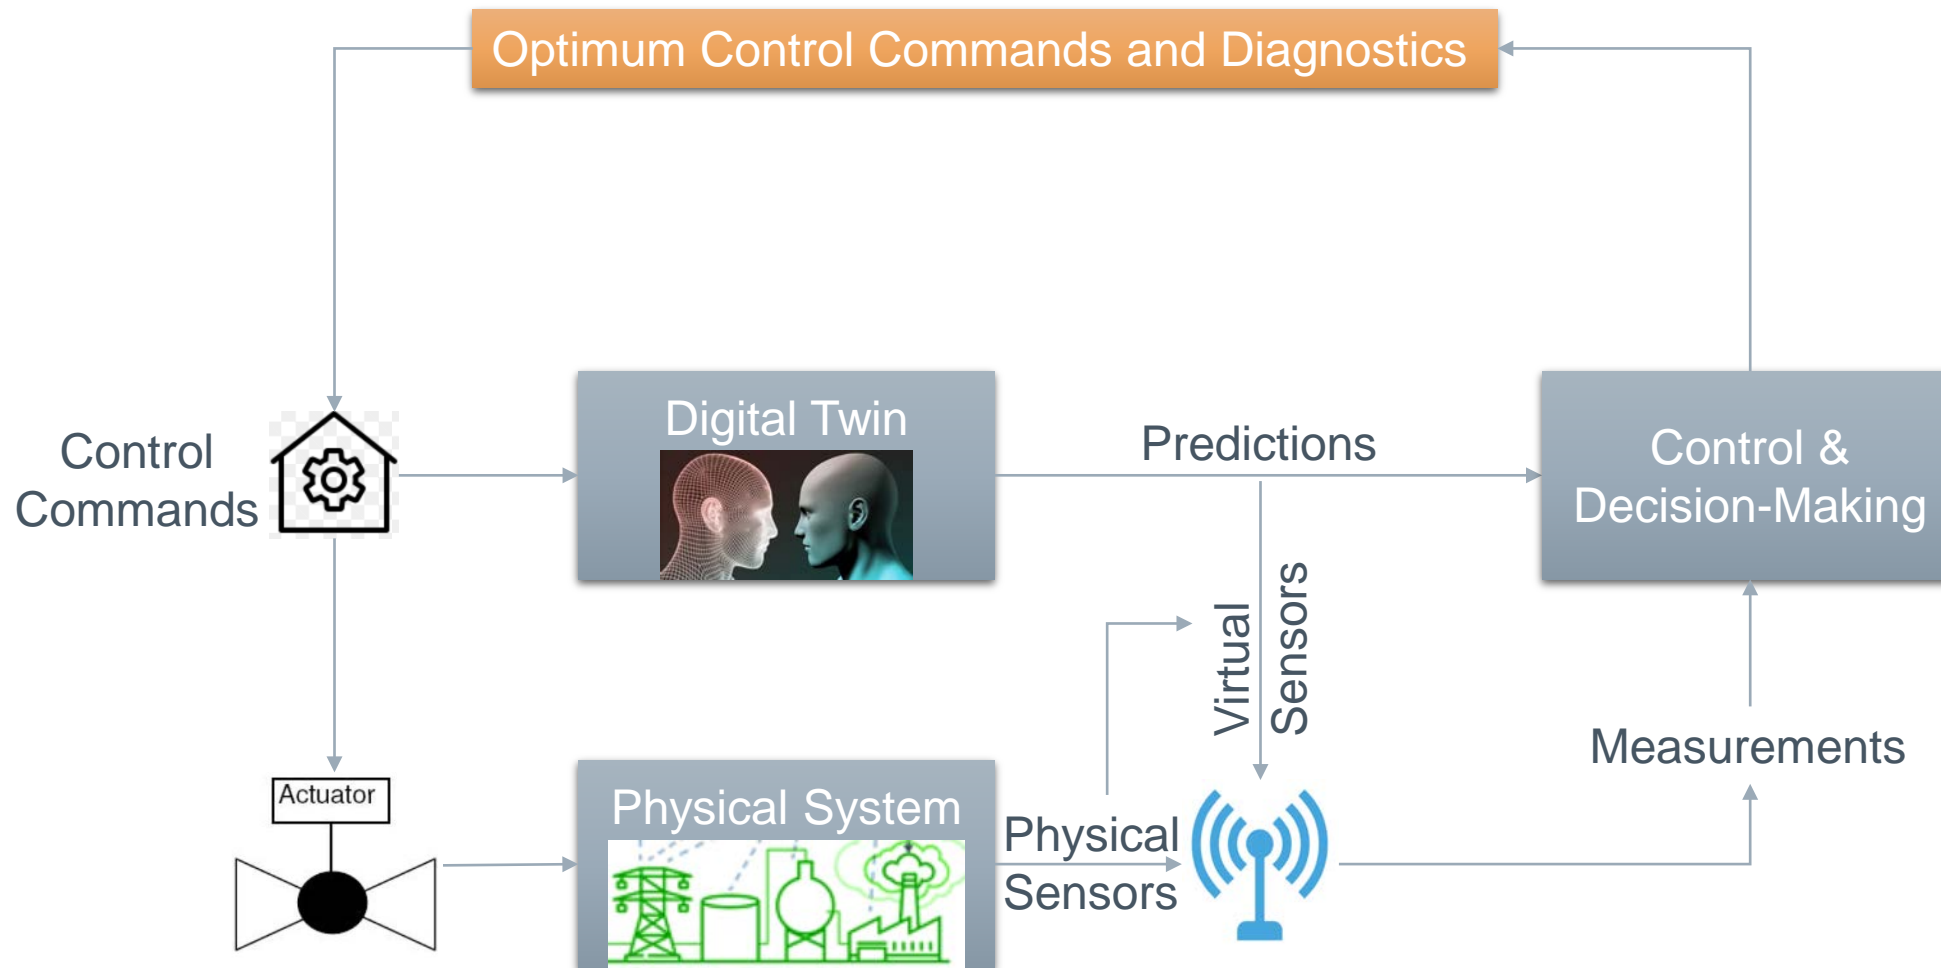 Optimum Control Commands and Diagnostics
Control
Commands
Digital Twin
Predictions
Control &
Decision-Making
Virtual
Sensors
Measurements
Actuator
Physical System
Physical
Sensors